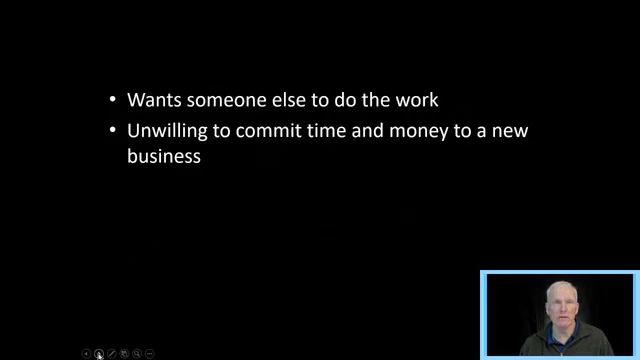 • Wants someone else to do the work
• Unwilling to commit time and money to a new
business